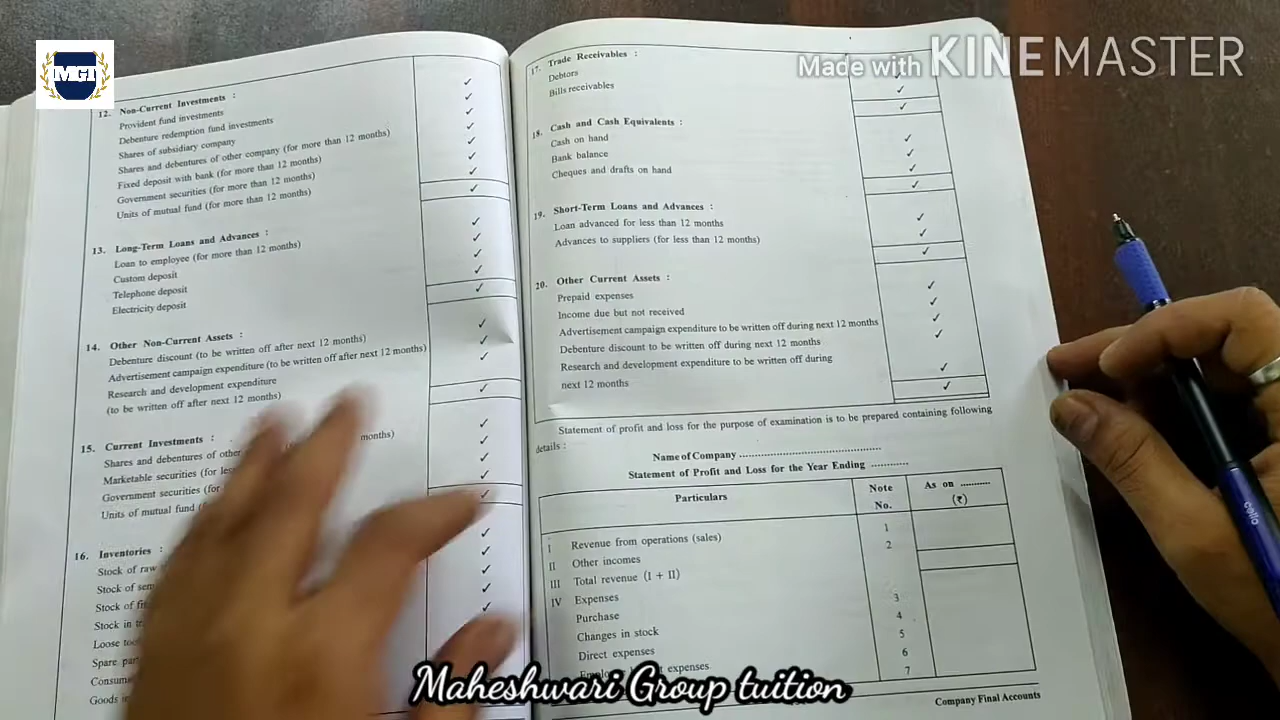 MGI
Made with KINEMASTER
12. Non-Current Investments :
Provident fund investments
Debenture redemption fund investments
Shares of subsidiary company
Shares and debentures of other company (for more than 12 months)
Fixed deposit with bank (for more than 12 months)
Government securities (for more than 12 months)
Units of mutual fund (for more than 12 months)
13. Long-Term Loans and Advances :
Loan to employee (for more than 12 months)
Custom deposit
Telephone deposit
Electricity deposit
14. Other Non-Current Assets :
Debenture discount (to be written off after next 12 months)
Advertisement campaign expenditure (to be written off after next 12 months)
Research and development expenditure
(to be written off after next 12 months)
15. Current Investments :
Shares and debentures of other months)
Marketable securities (for
Government securities (for
Units of mutual fund
16. Inventories :
Stock of
Stock of
Stock of
Stock in
Loose
Spare
Goods
17. Trade Receivables :
Debtors
Bills receivables
18. Cash and Cash Equivalents :
Cash on hand
Bank balance
Cheques and drafts on hand
19. Short-Term Loans and Advances :
Loan advanced for less than 12 months
Advances to suppliers (for less than 12 months)
20. Other Current Assets :
Prepaid expenses
Income due but not received
Advertisement campaign expenditure to be written off during next 12 months
Debenture discount to be written off during next 12 months
Research and development expenditure to be written off during
next 12 months
Statement of profit and loss for the purpose of examination is to be prepared containing following
details :
Name of Company ..........................................
Statement of Profit and Loss for the Year Ending ...........
Particulars Note No. As on .......... (₹)
I Revenue from operations (sales) 1
II Other incomes 2
III Total revenue (I + II)
IV Expenses
Purchase 3
Changes in stock 4
Direct expenses 5
expenses 6
7
Company Final Accounts
Maheshwari Group tuition
cello